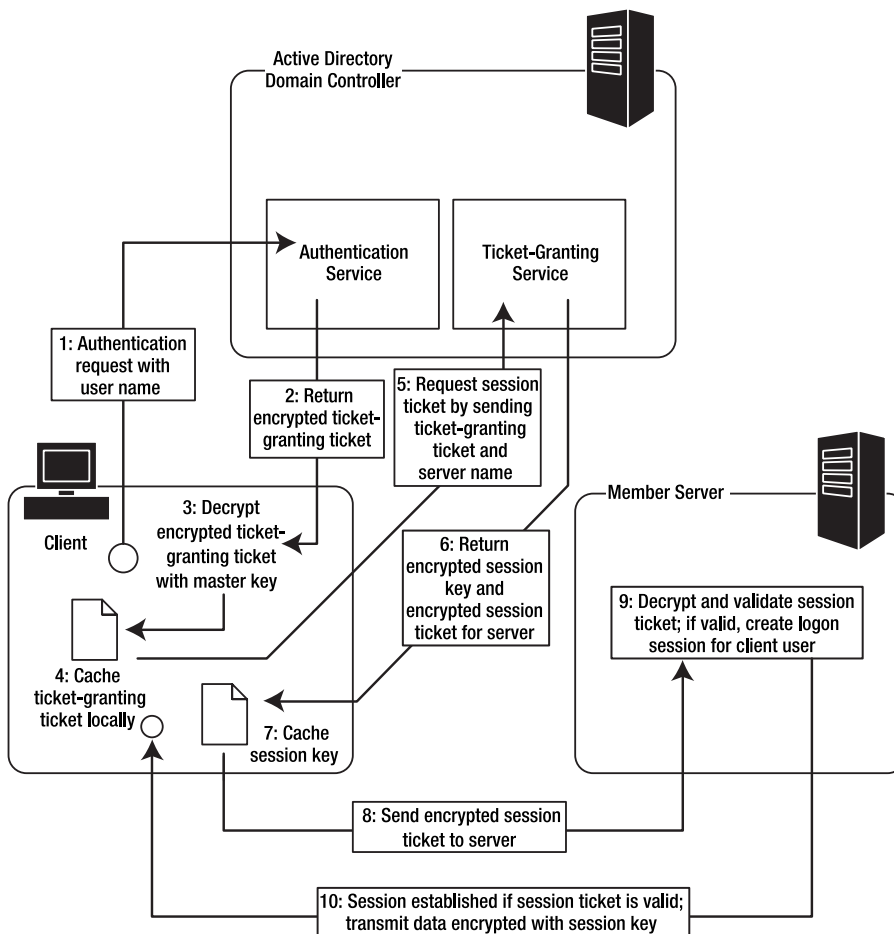 Active Directory
Domain Controller
Authentication
Service
Ticket-Granting
Service
1: Authentication
request with
user name
2: Return
encrypted ticket-
granting ticket
5: Request session
ticket by sending
ticket-granting
ticket and
server name
Client
3: Decrypt
encrypted ticket-
granting ticket
with master key
Member Server
6: Return
encrypted session
key and
encrypted session
ticket for server
9: Decrypt and validate session
ticket; if valid, create logon
session for client user
4: Cache
ticket-granting
ticket locally
7: Cache
session key
8: Send encrypted session
ticket to server
10: Session established if session ticket is valid;
transmit data encrypted with session key